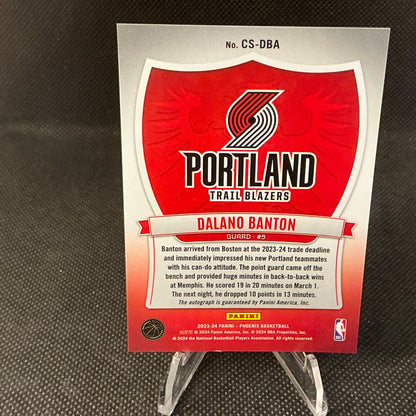 No. CS-DBA
PORTLAND
TRAIL BLAZERS
DALANO BANTON
GUARD · #5
Banton arrived from Boston at the 2023-24 trade deadline
and immediately impressed his new Portland teammates
with his can-do attitude. The point guard came off the
bench and provided huge minutes in back-to-back wins
at Memphis. He scored 19 in 20 minutes on March 1.
The next night, he dropped 10 points in 13 minutes.
The autograph is guaranteed by Panini America, Inc.
PANINI
2023-24 PANINI - PHOENIX BASKETBALL
© 2024 Panini America, Inc. © 2024 NBA Properties, Inc.
© 2024 the National Basketball Players Association. All rights reserved.
NBA